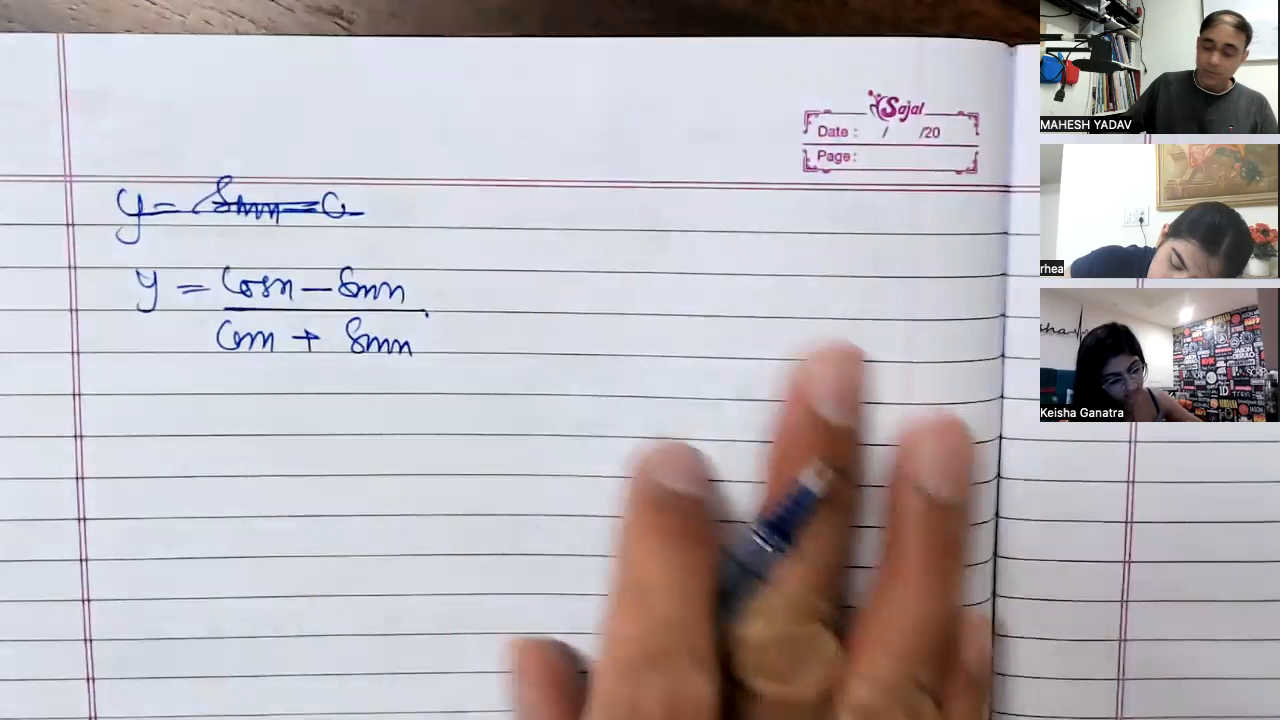 Sajal
Date : / /20
Page:
y = cosx – sinx
cosx + sinx
MAHESH YADAV
rhea
Keisha Ganatra